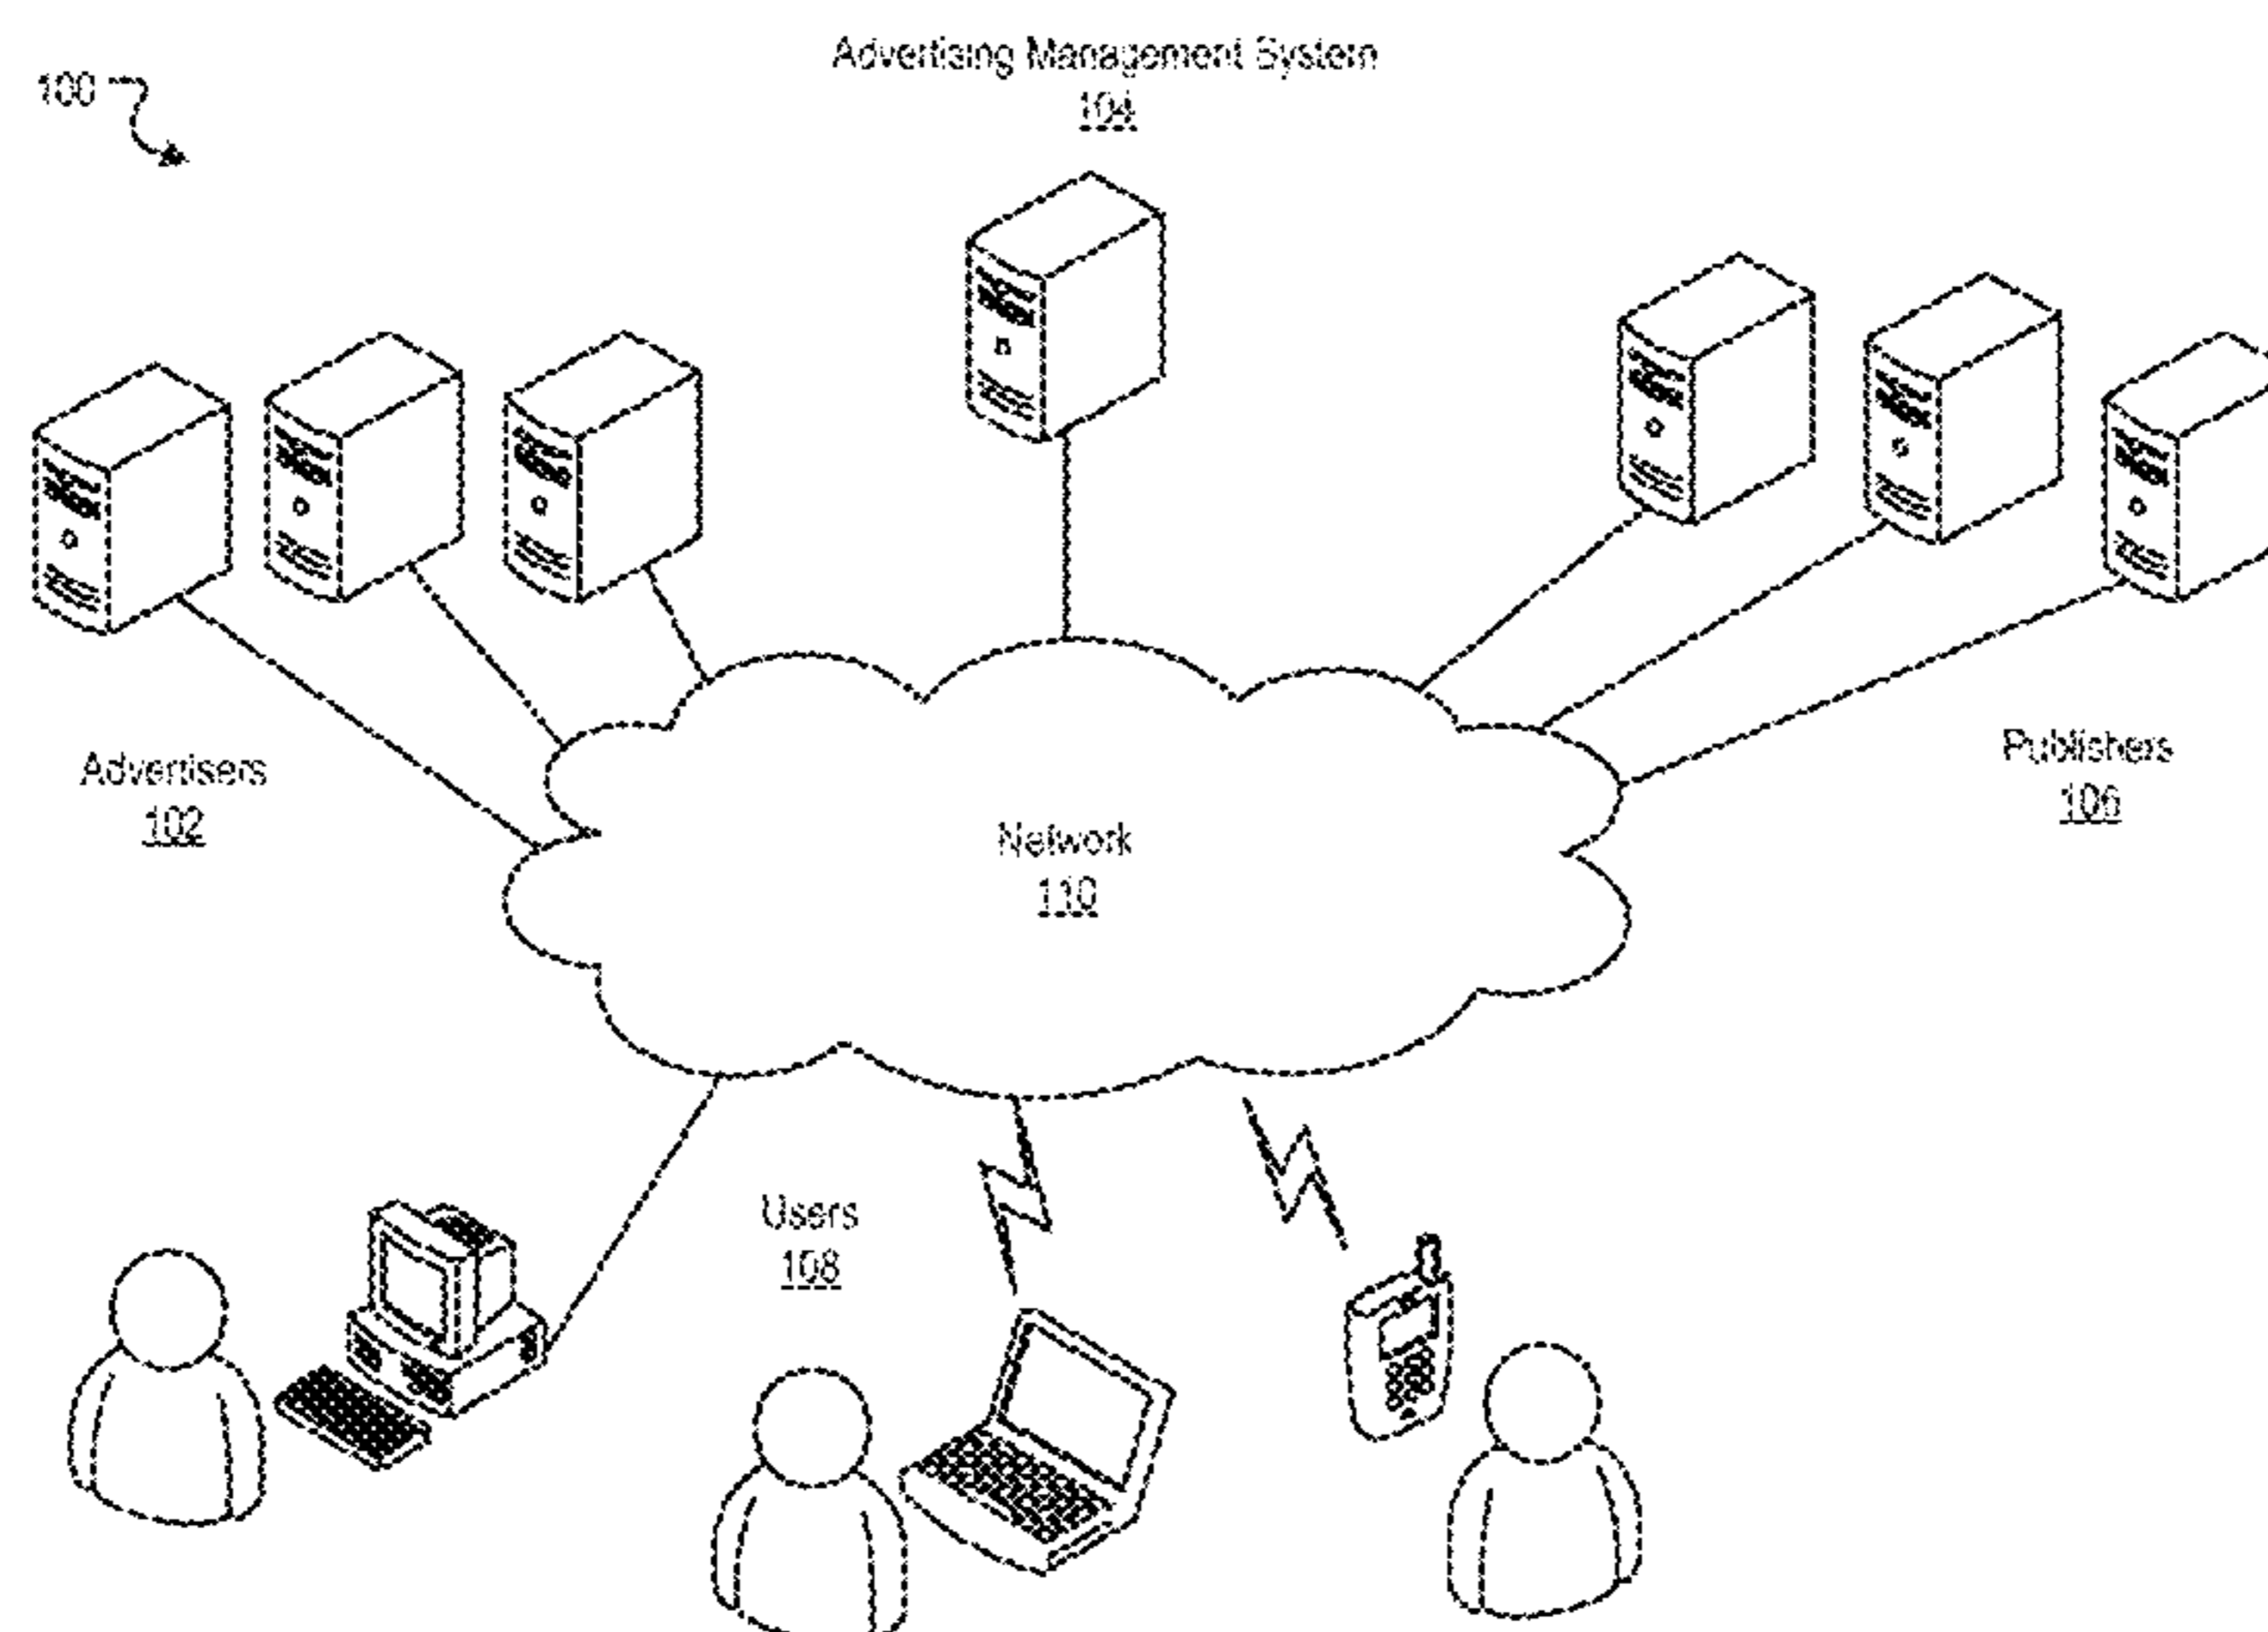 Advertising Management System
104
100
Advertisers
102
Publishers
106
Network
110
Users
108